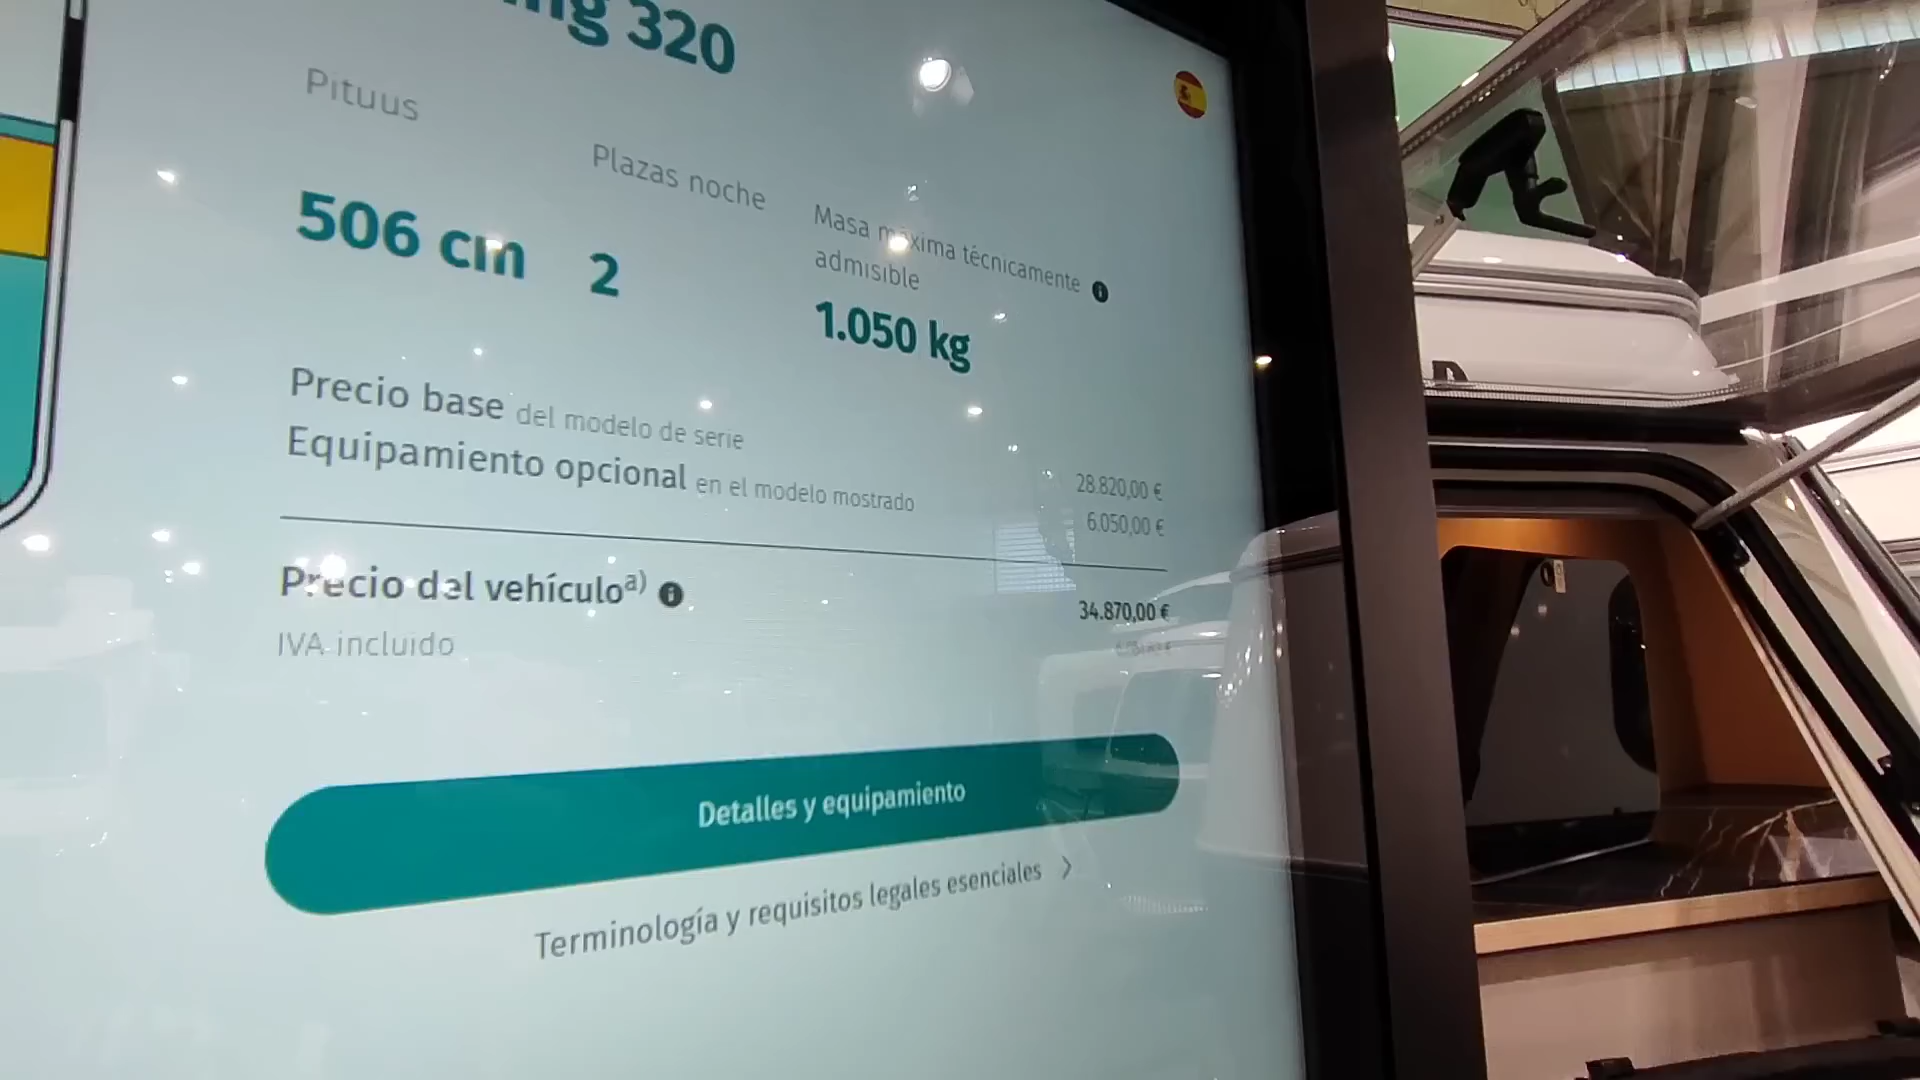 320
Pituus
506 cm
Plazas noche
2
Masa máxima técnicamente
admisible
1.050 kg
Precio base del modelo de serie
28.820,00 €
Equipamiento opcional en el modelo mostrado
6.050,00 €
Precio del vehículo a)
34.870,00 €
IVA incluido
Detalles y equipamiento
Terminología y requisitos legales esenciales